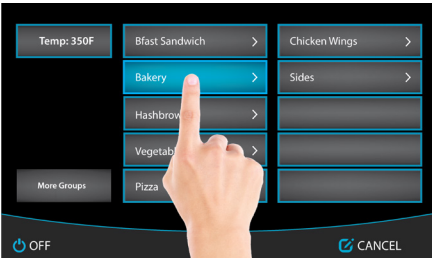 Temp: 350F
Bfast Sandwich
Chicken Wings
Bakery
Sides
Hashbrow
Vegetab
More Groups
Pizza
OFF
CANCEL